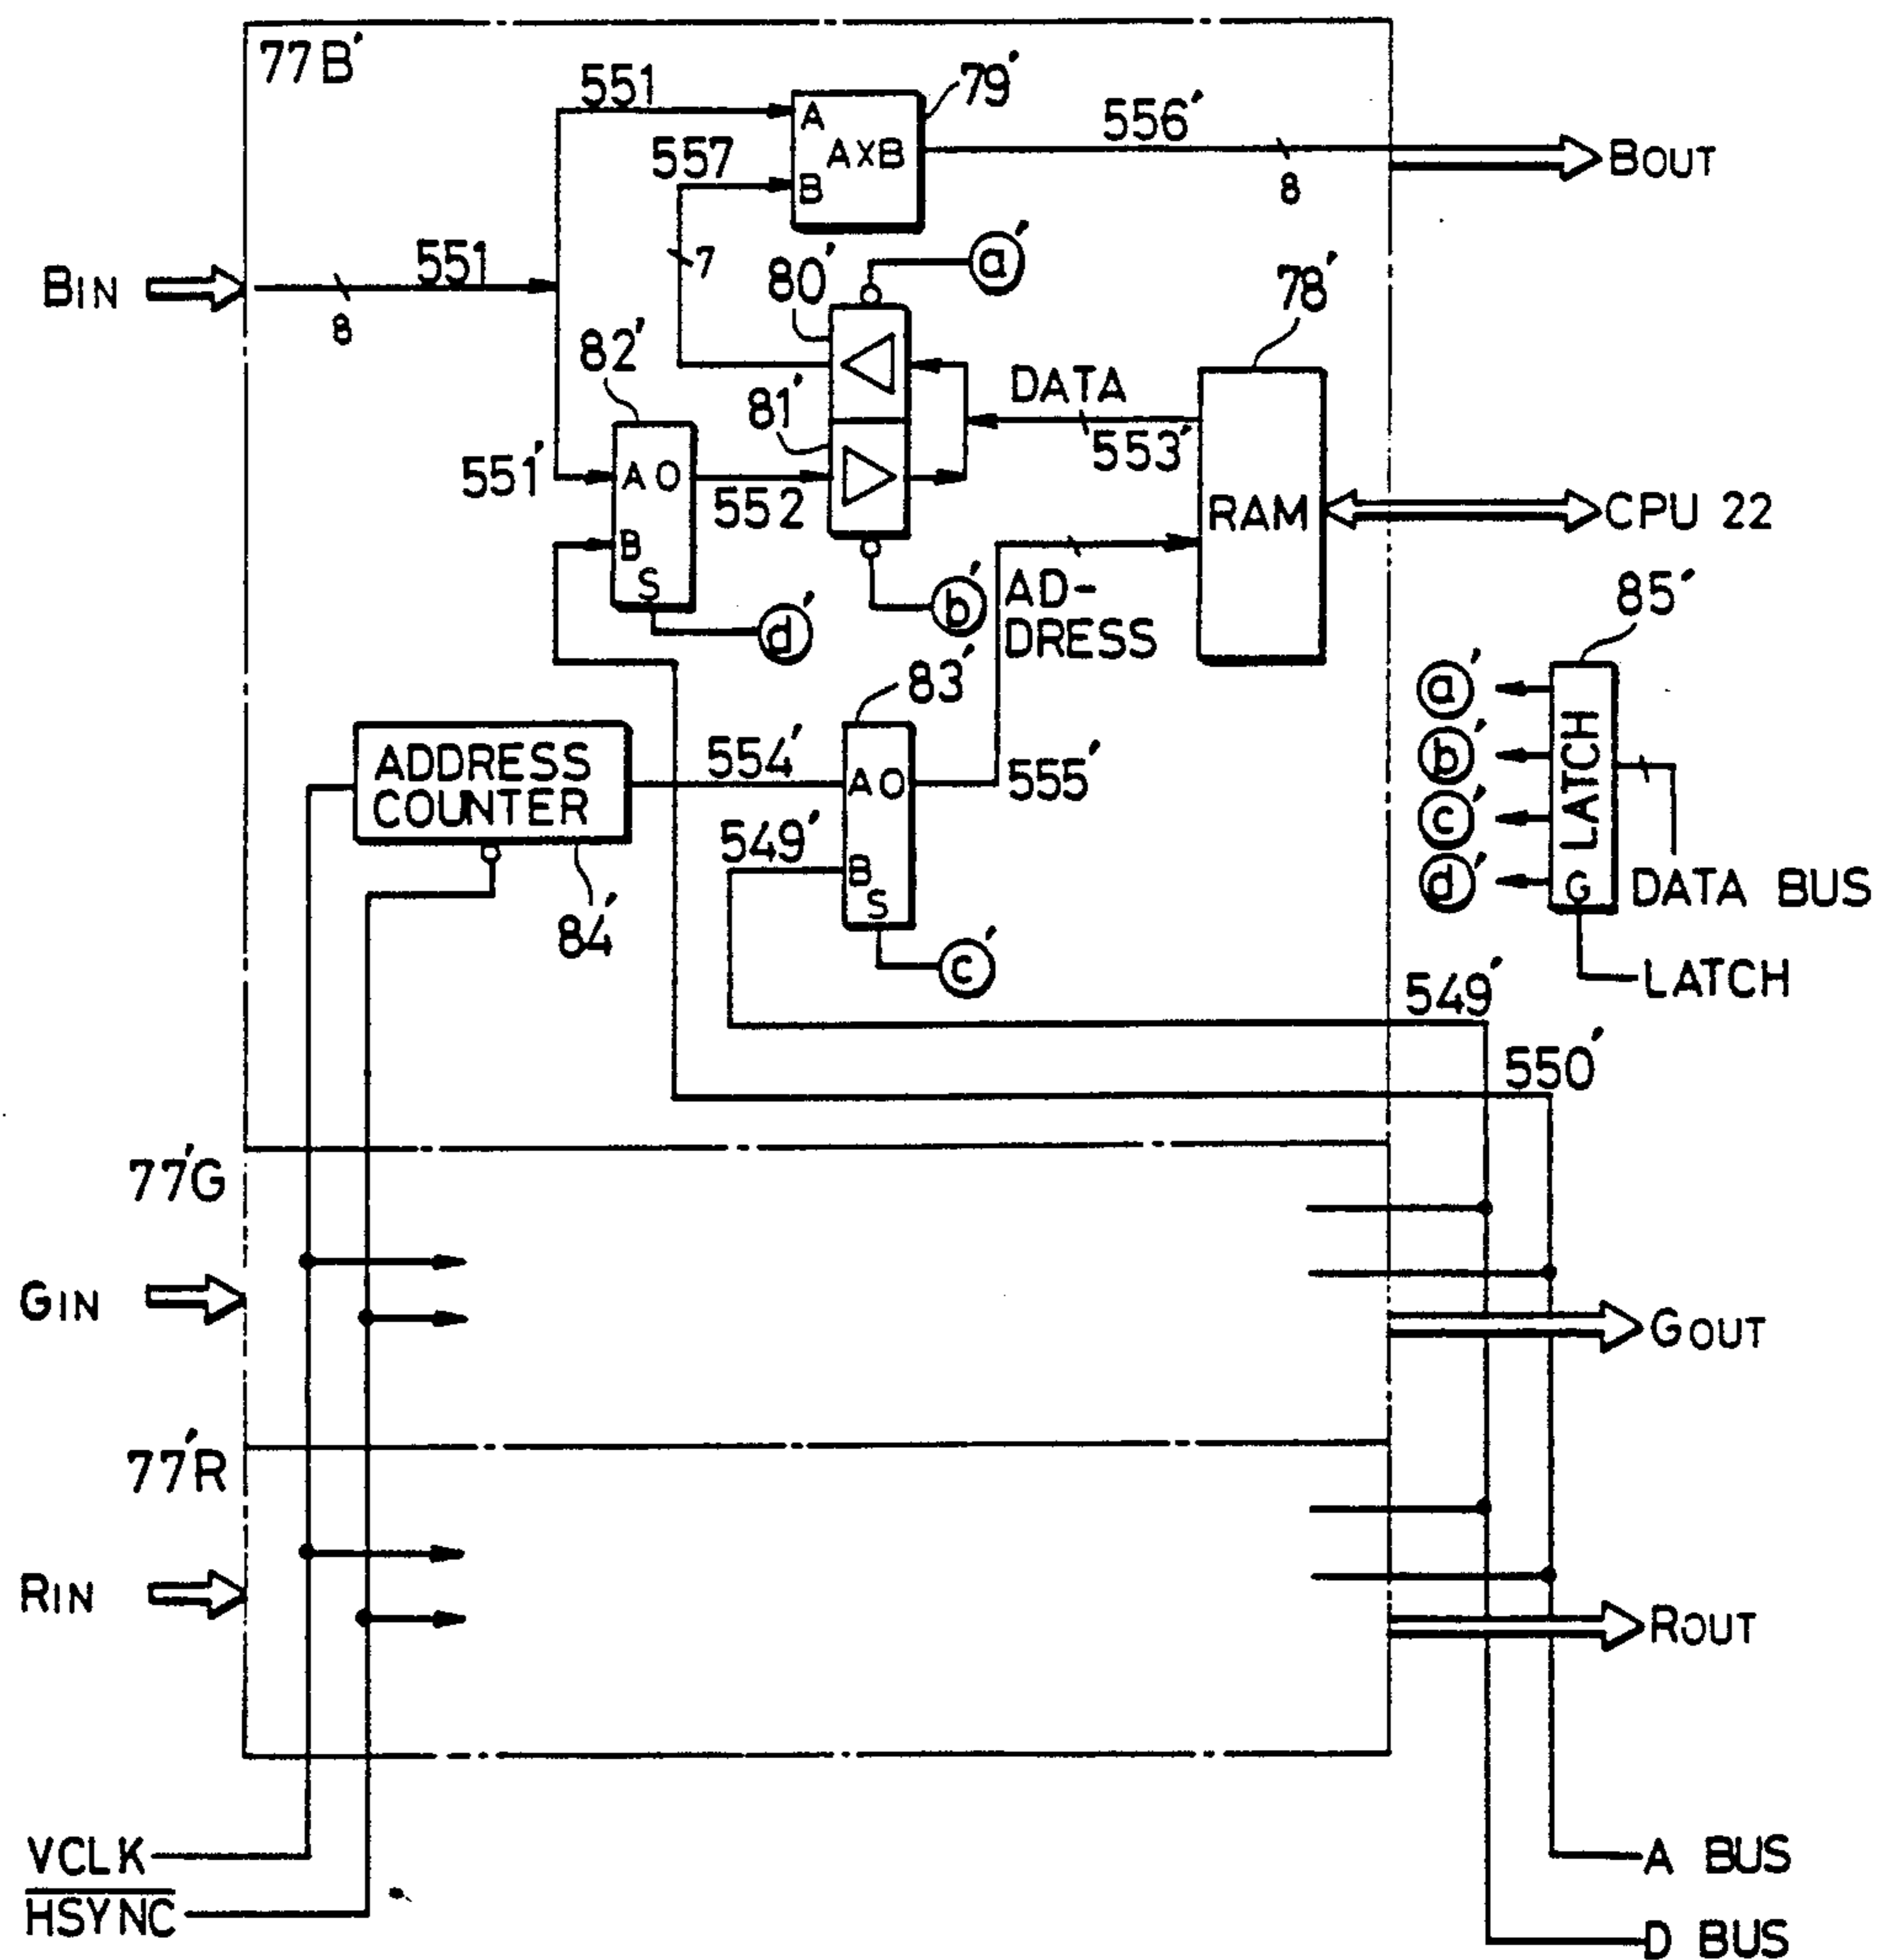 77B′
551
79′
A
A×B
B
556′
8
BOUT
557
7
BIN
551
8
80′
a′
78′
82′
81′
DATA
553′
551′
A O
B
S
552
RAM
CPU 22
b′
AD-
DRESS
d′
85′
83′
a′
b′
c′
d′
LATCH
G
DATA BUS
LATCH
ADDRESS
COUNTER
554′
A O
B
S
555′
549′
84′
c′
549′
550′
77′G
GIN
GOUT
77′R
RIN
ROUT
VCLK
HSYNC
A BUS
D BUS